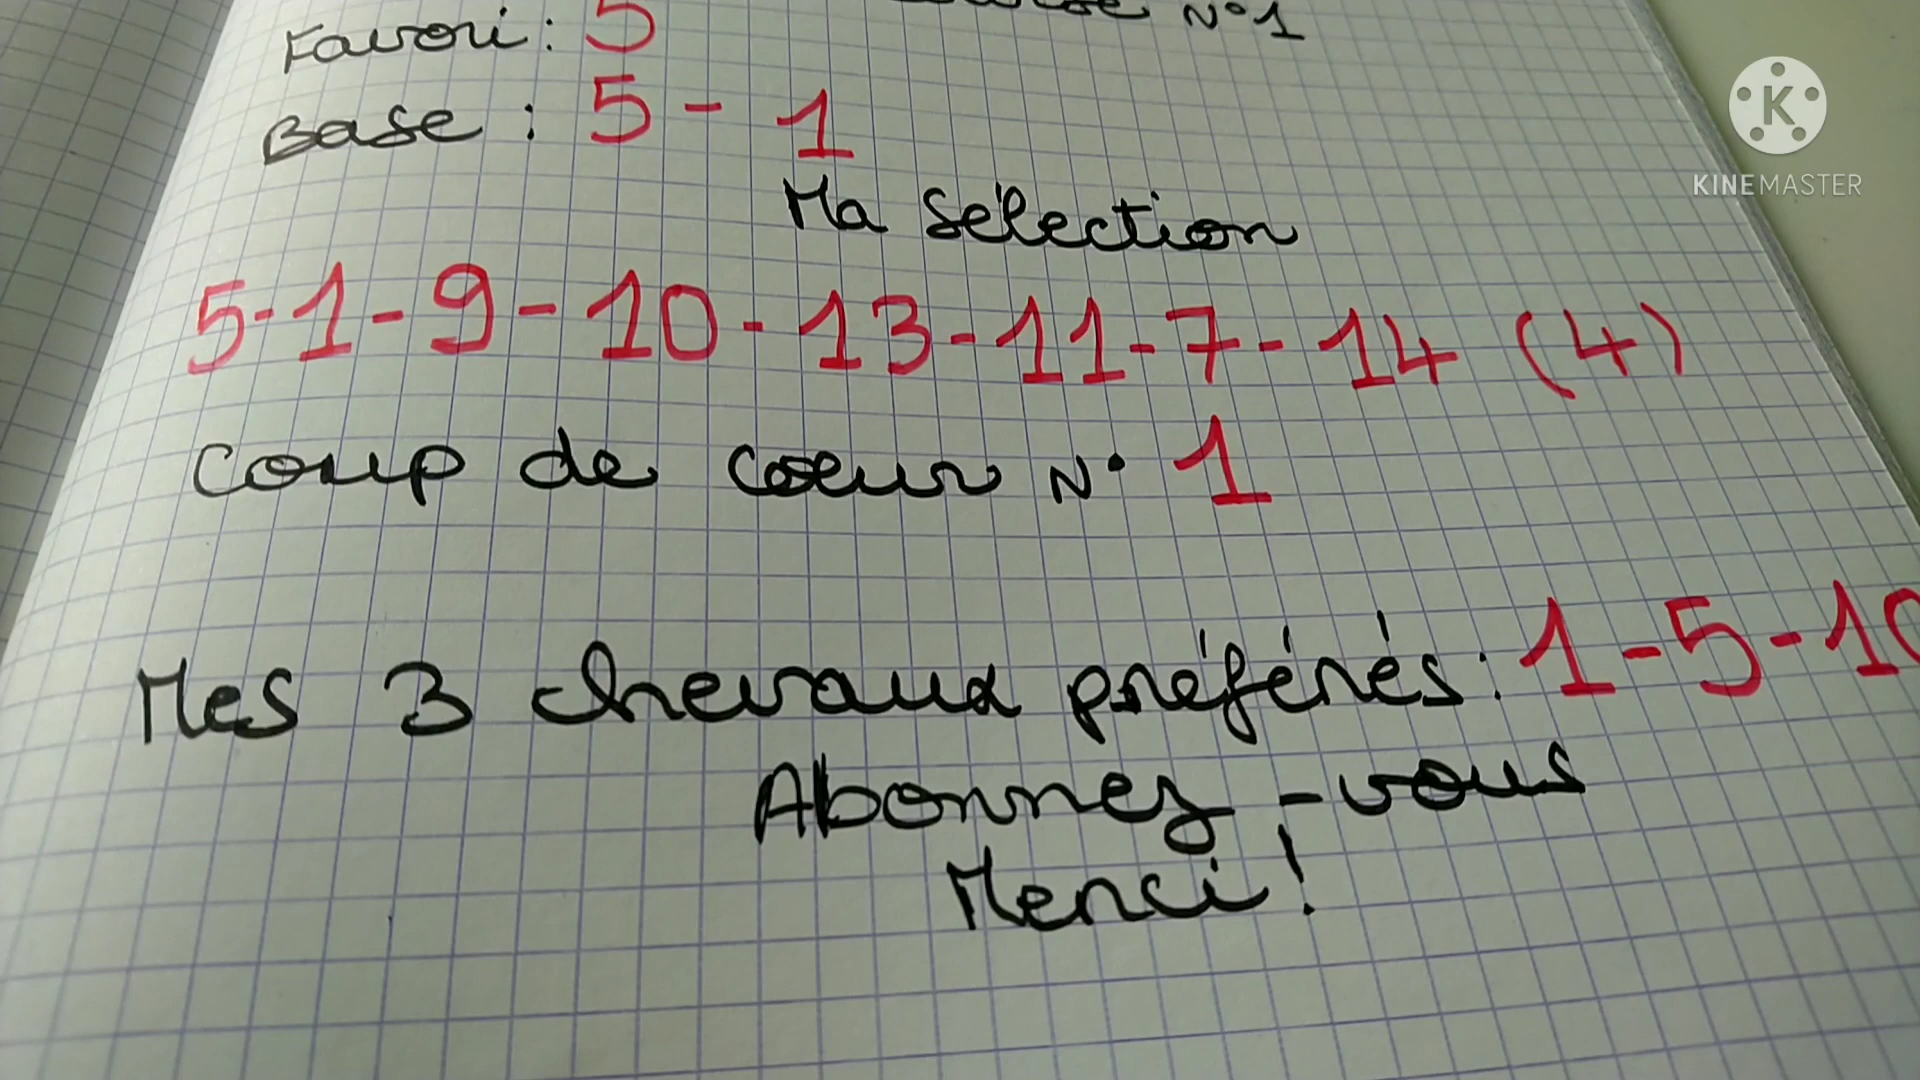 N°1
Favori: 5
Base: 5-1
Ma sélection
5-1-9-10-13-11-7-14 (4)
Coup de coeur N° 1
Mes 3 chevaux préférés: 1-5-10
Abonnez-vous
Merci!
K
KINEMASTER